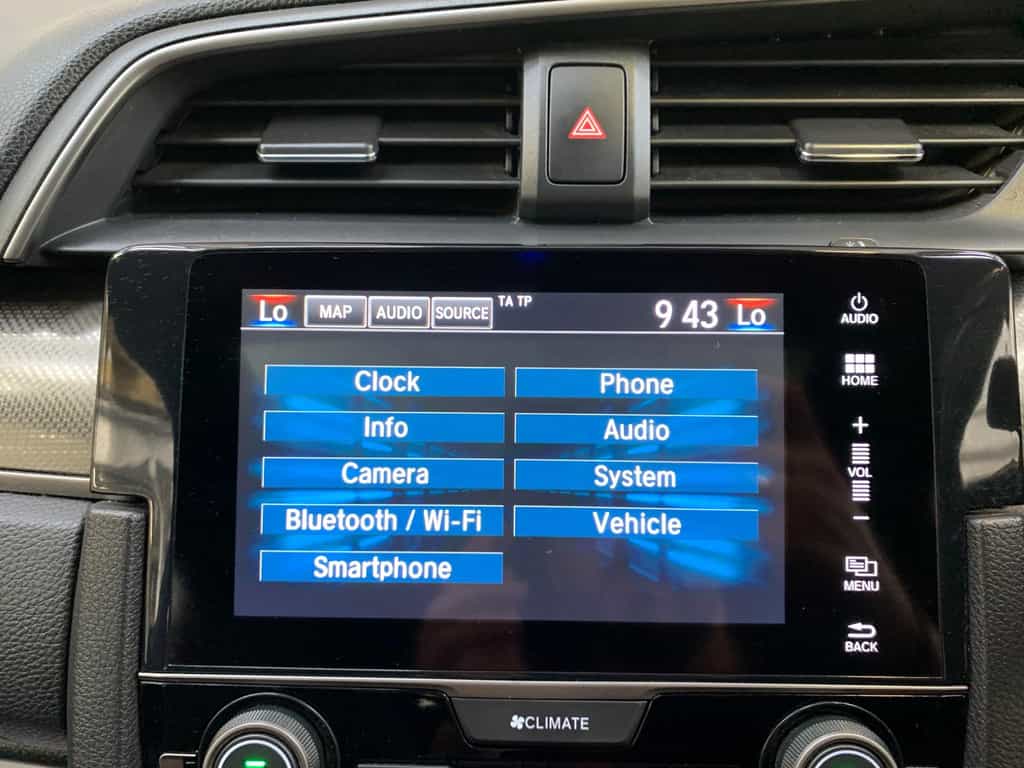 Lo MAP AUDIO SOURCE TA TP 9 43 Lo
Clock Phone
Info Audio
Camera System
Bluetooth / Wi-Fi Vehicle
Smartphone
AUDIO
HOME
+
VOL
−
MENU
BACK
CLIMATE